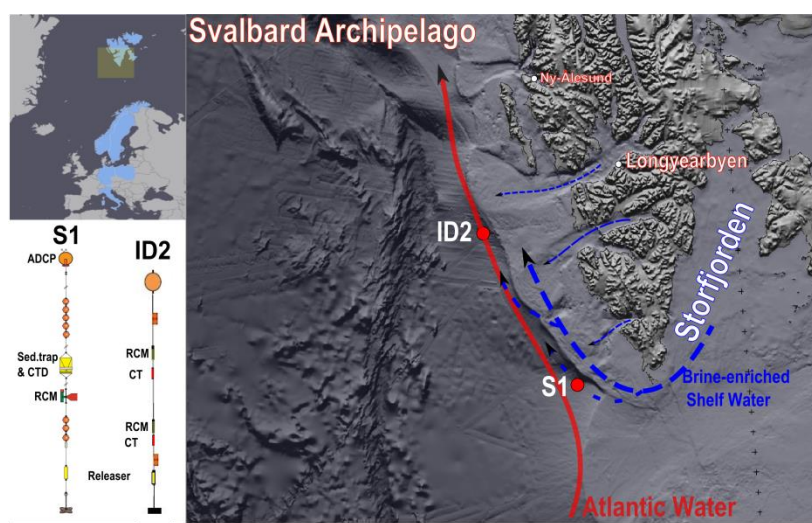 Svalbard Archipelago
Ny-Alesund
Longyearbyen
ID2
Storfjorden
S1
Brine-enriched
Shelf Water
Atlantic Water
S1
ADCP
Sed.trap
& CTD
RCM
ID2
RCM
CT
RCM
CT
Releaser